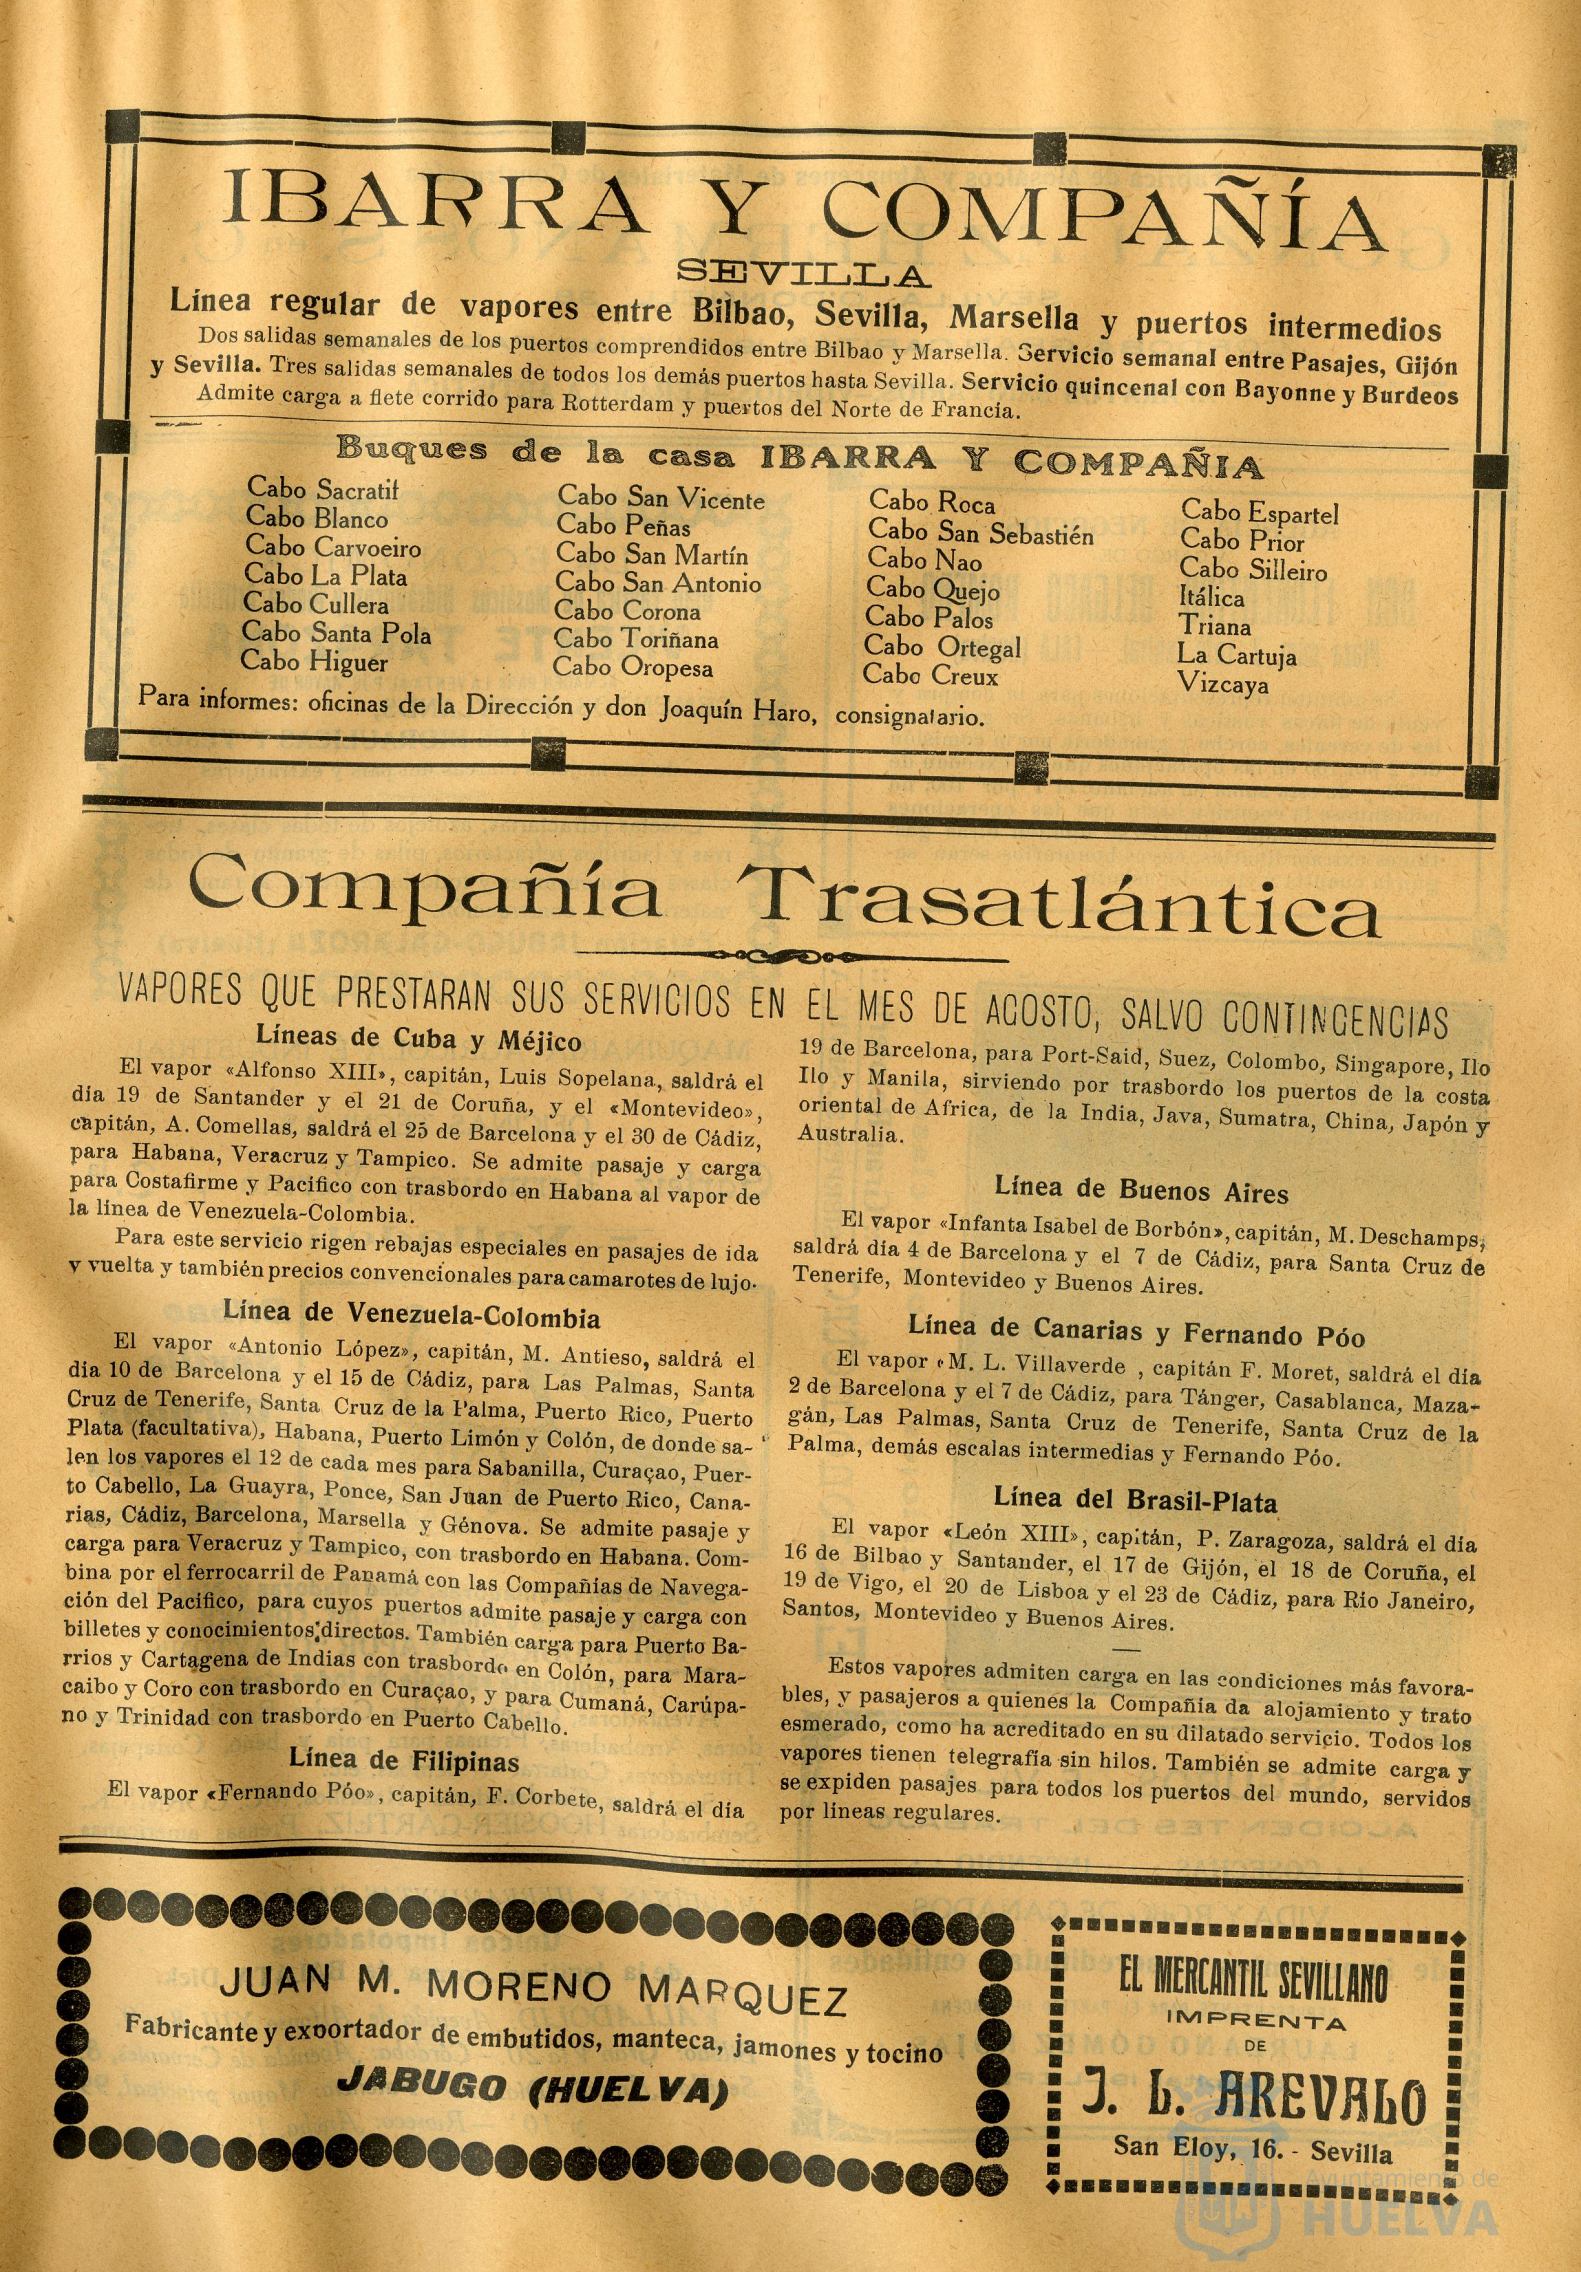 IBARRA Y COMPAÑÍA
SEVILLA
Línea regular de vapores entre Bilbao, Sevilla, Marsella y puertos intermedios
Dos salidas semanales de los puertos comprendidos entre Bilbao y Marsella. Servicio semanal entre Pasajes, Gijón
y Sevilla. Tres salidas semanales de todos los demás puertos hasta Sevilla. Servicio quincenal con Bayonne y Burdeos
Admite carga a flete corrido para Rotterdam y puertos del Norte de Francia.
Buques de la casa IBARRA Y COMPAÑIA
Cabo Sacratif
Cabo Blanco
Cabo Carvoeiro
Cabo La Plata
Cabo Cullera
Cabo Santa Pola
Cabo Higuer
Cabo San Vicente
Cabo Peñas
Cabo San Martín
Cabo San Antonio
Cabo Corona
Cabo Toriñana
Cabo Oropesa
Cabo Roca
Cabo San Sebastién
Cabo Nao
Cabo Quejo
Cabo Palos
Cabo Ortegal
Cabo Creux
Cabo Espartel
Cabo Prior
Cabo Silleiro
Itálica
Triana
La Cartuja
Vizcaya
Para informes: oficinas de la Dirección y don Joaquín Haro, consignatario.
Compañía Trasatlántica
VAPORES QUE PRESTARAN SUS SERVICIOS EN EL MES DE AGOSTO, SALVO CONTINGENCIAS
Líneas de Cuba y Méjico
El vapor «Alfonso XIII», capitán, Luis Sopelana, saldrá el
día 19 de Santander y el 21 de Coruña, y el «Montevideo»,
capitán, A. Comellas, saldrá el 25 de Barcelona y el 30 de Cádiz,
para Habana, Veracruz y Tampico. Se admite pasaje y carga
para Costafirme y Pacifico con trasbordo en Habana al vapor de
la línea de Venezuela-Colombia.
Para este servicio rigen rebajas especiales en pasajes de ida
y vuelta y también precios convencionales para camarotes de lujo.
Línea de Venezuela-Colombia
El vapor «Antonio López», capitán, M. Antieso, saldrá el
dia 10 de Barcelona y el 15 de Cádiz, para Las Palmas, Santa
Cruz de Tenerife, Santa Cruz de la Palma, Puerto Rico, Puerto
Plata (facultativa), Habana, Puerto Limón y Colón, de donde sa-
len los vapores el 12 de cada mes para Sabanilla, Curaçao, Puer-
to Cabello, La Guayra, Ponce, San Juan de Puerto Rico, Cana-
rias, Cádiz, Barcelona, Marsella y Génova. Se admite pasaje y
carga para Veracruz y Tampico, con trasbordo en Habana. Com-
bina por el ferrocarril de Panamá con las Compañías de Navega-
ción del Pacífico, para cuyos puertos admite pasaje y carga con
billetes y conocimientos directos. También carga para Puerto Ba-
rrios y Cartagena de Indias con trasbordo en Colón, para Mara-
caibo y Coro con trasbordo en Curaçao, y para Cumaná, Carúpa-
no y Trinidad con trasbordo en Puerto Cabello.
Línea de Filipinas
El vapor «Fernando Póo», capitán, F. Corbete, saldrá el día
19 de Barcelona, para Port-Said, Suez, Colombo, Singapore, Ilo
Ilo y Manila, sirviendo por trasbordo los puertos de la costa
oriental de Africa, de la India, Java, Sumatra, China, Japón y
Australia.
Línea de Buenos Aires
El vapor «Infanta Isabel de Borbón», capitán, M. Deschamps,
saldrá día 4 de Barcelona y el 7 de Cádiz, para Santa Cruz de
Tenerife, Montevideo y Buenos Aires.
Línea de Canarias y Fernando Póo
El vapor «M. L. Villaverde , capitán F. Moret, saldrá el día
2 de Barcelona y el 7 de Cádiz, para Tánger, Casablanca, Maza-
gán, Las Palmas, Santa Cruz de Tenerife, Santa Cruz de la
Palma, demás escalas intermedias y Fernando Póo.
Línea del Brasil-Plata
El vapor «León XIII», capitán, P. Zaragoza, saldrá el día
16 de Bilbao y Santander, el 17 de Gijón, el 18 de Coruña, el
19 de Vigo, el 20 de Lisboa y el 23 de Cádiz, para Río Janeiro,
Santos, Montevideo y Buenos Aires.
Estos vapores admiten carga en las condiciones más favora-
bles, y pasajeros a quienes la Compañía da alojamiento y trato
esmerado, como ha acreditado en su dilatado servicio. Todos los
vapores tienen telegrafía sin hilos. También se admite carga y
se expiden pasajes para todos los puertos del mundo, servidos
por líneas regulares.
JUAN M. MORENO MARQUEZ
Fabricante y exportador de embutidos, manteca, jamones y tocino
JABUGO (HUELVA)
EL MERCANTIL SEVILLANO
IMPRENTA
DE
J. L. AREVALO
San Eloy, 16. - Sevilla
Ayuntamiento de
HUELVA